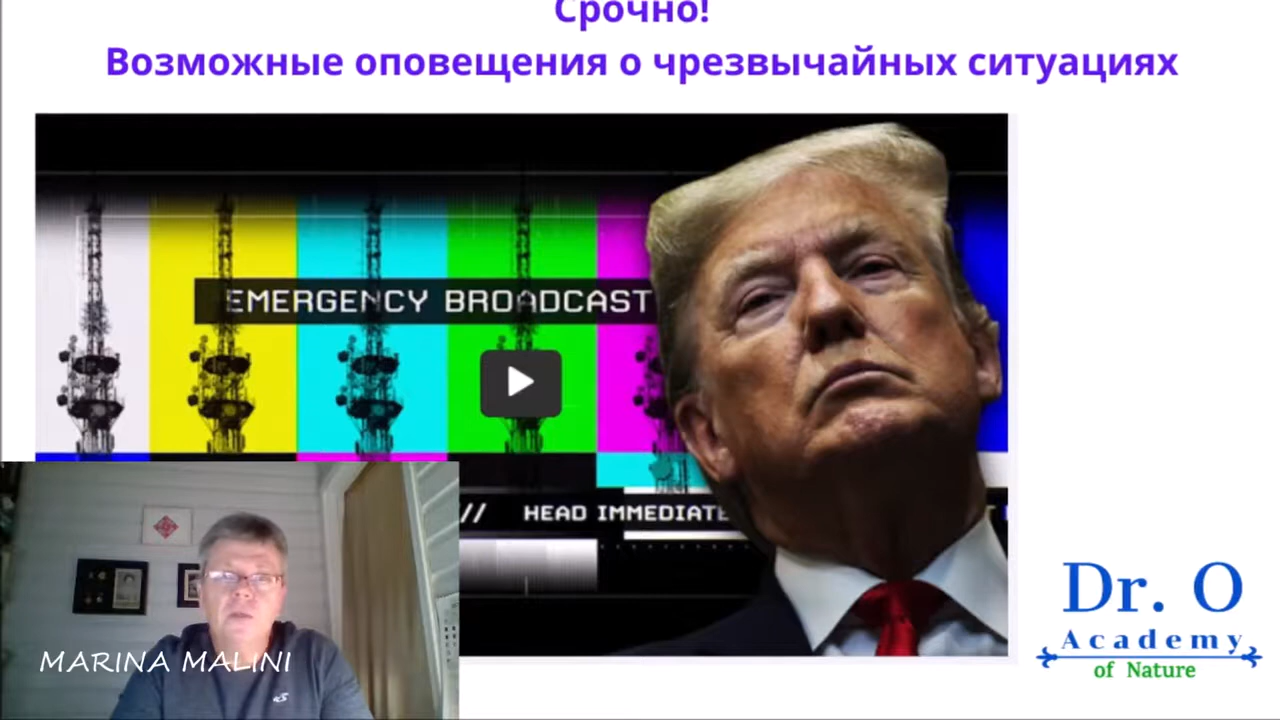 Срочно!
Возможные оповещения о чрезвычайных ситуациях
EMERGENCY BROADCAST
// HEAD IMMEDIATE
MARINA MALINI
Dr. O
Academy
of Nature